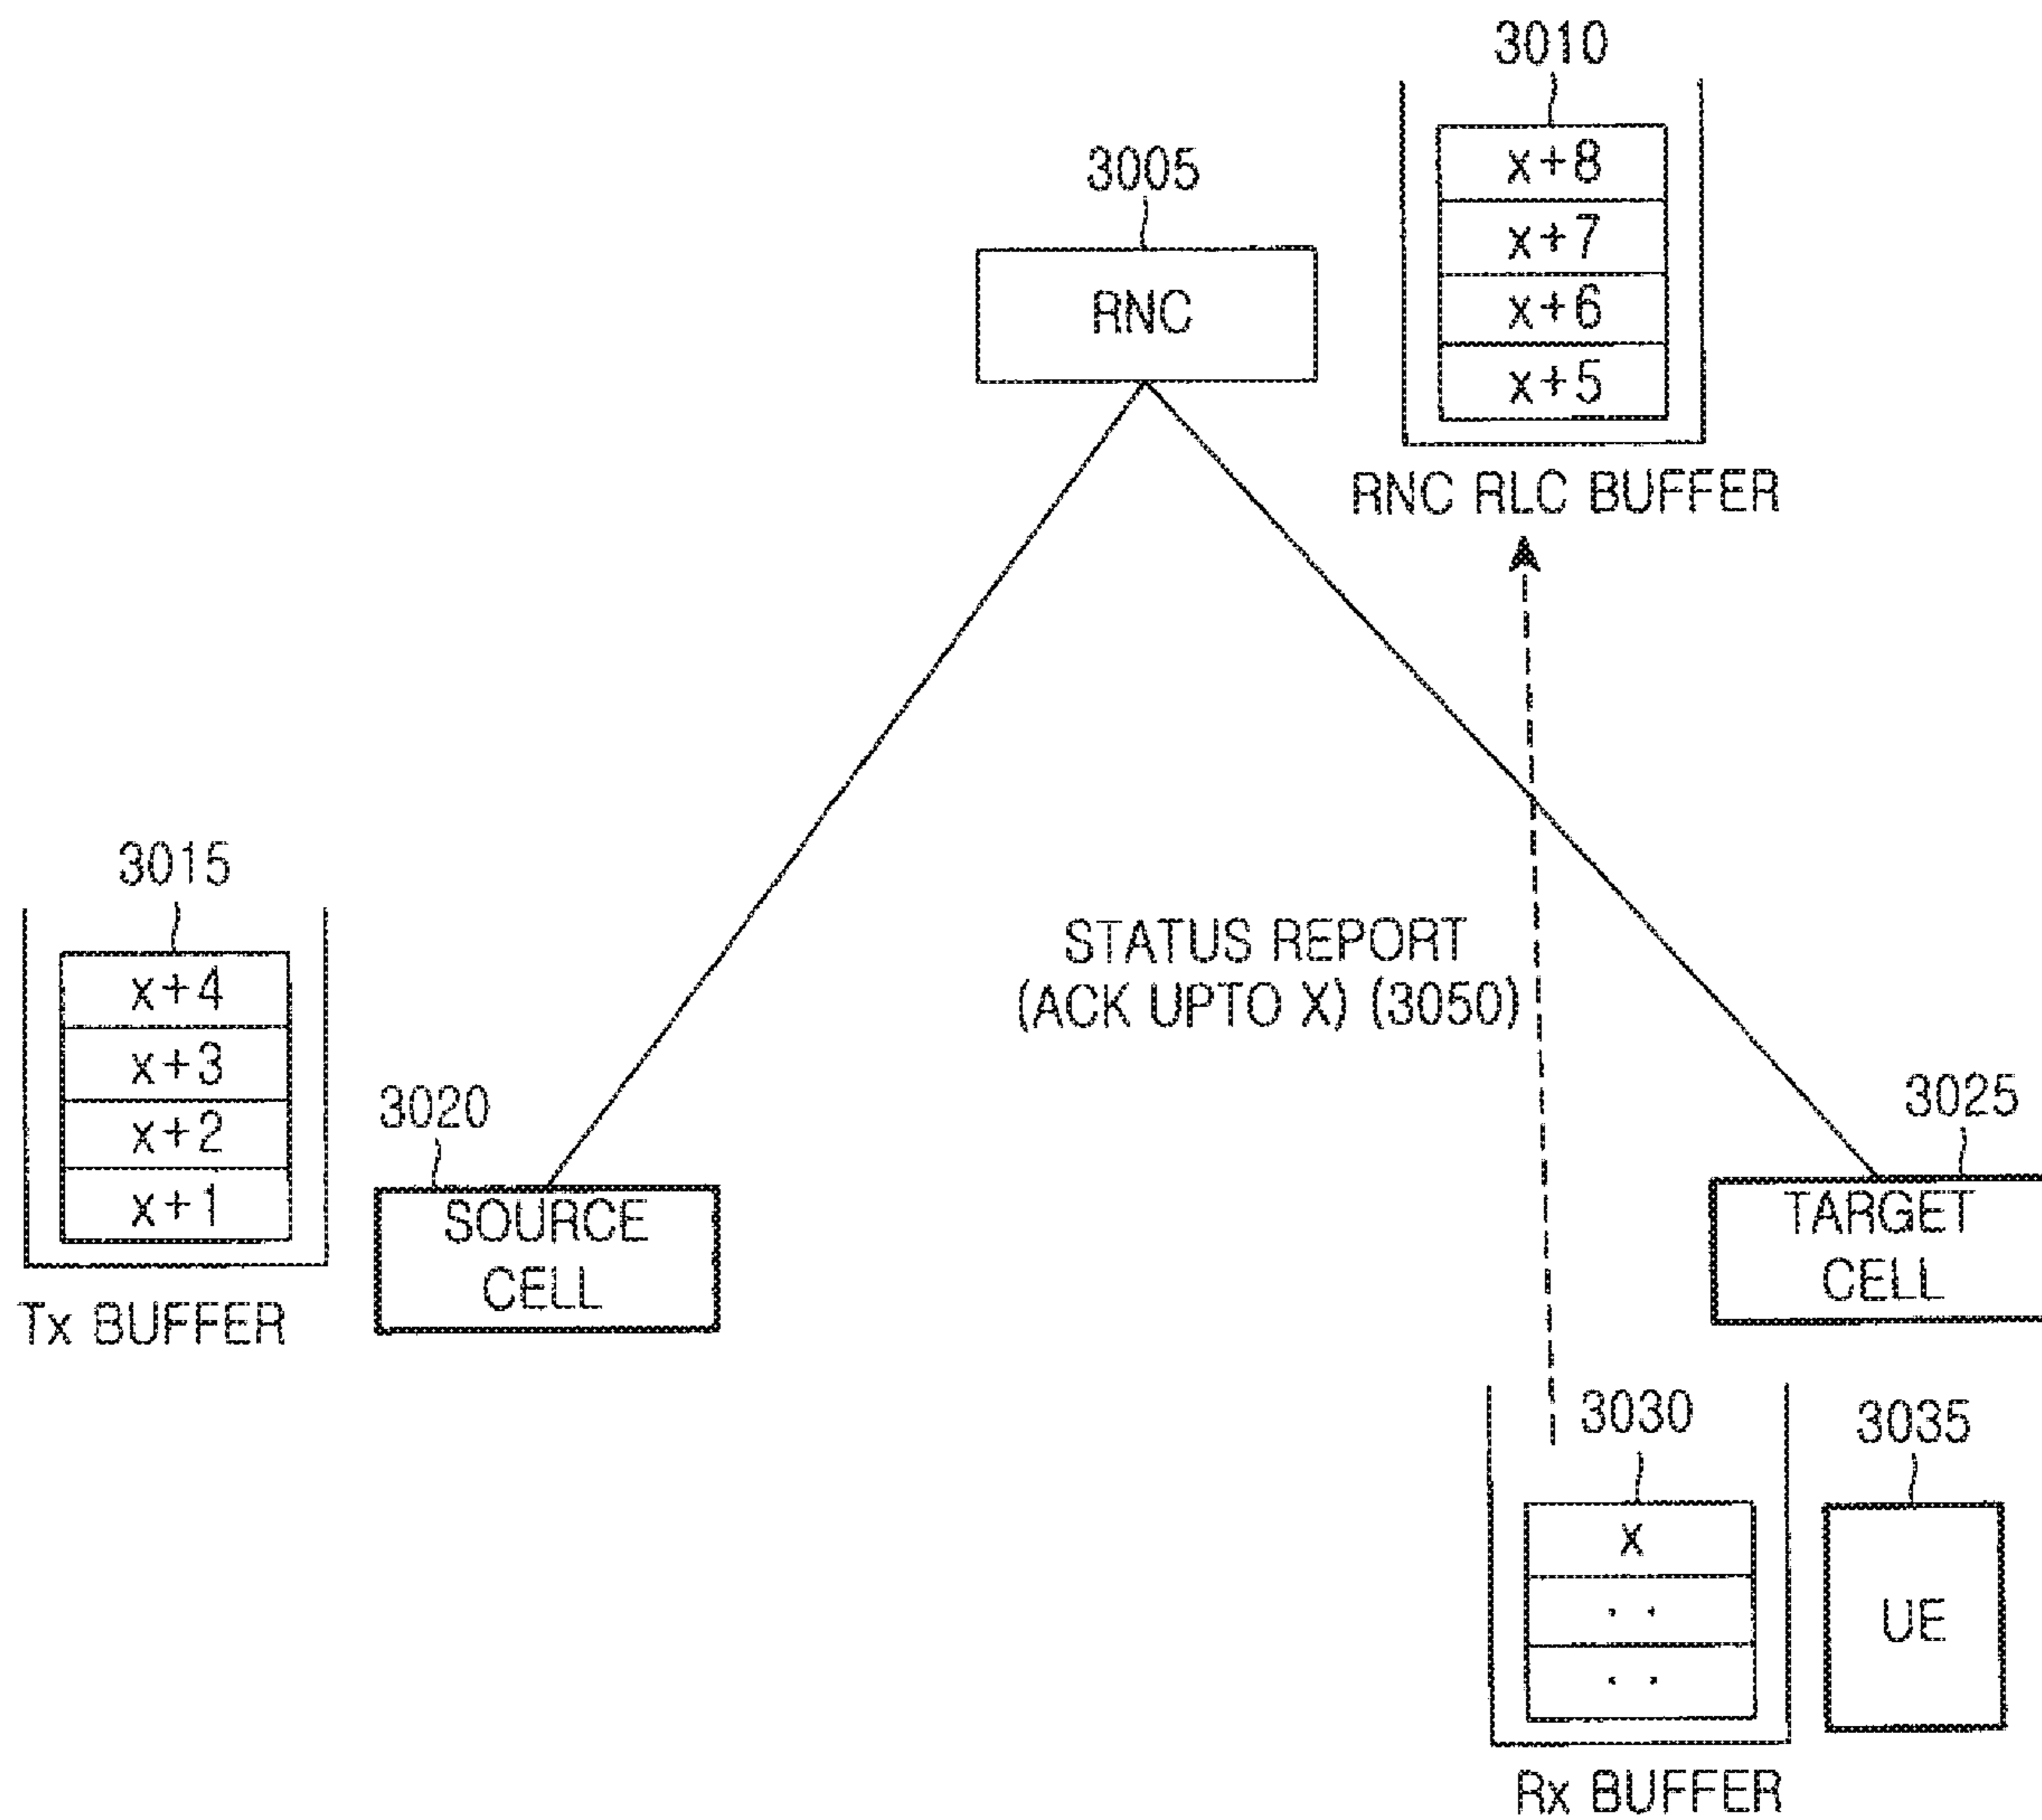 3010
x+8
x+7
x+6
x+5
RNC RLC BUFFER
3005
RNC
3015
x+4
x+3
x+2
x+1
Tx BUFFER
3020
SOURCE
CELL
STATUS REPORT
(ACK UPTO X) (3050)
3025
TARGET
CELL
3030
x
. .
. .
Rx BUFFER
3035
UE